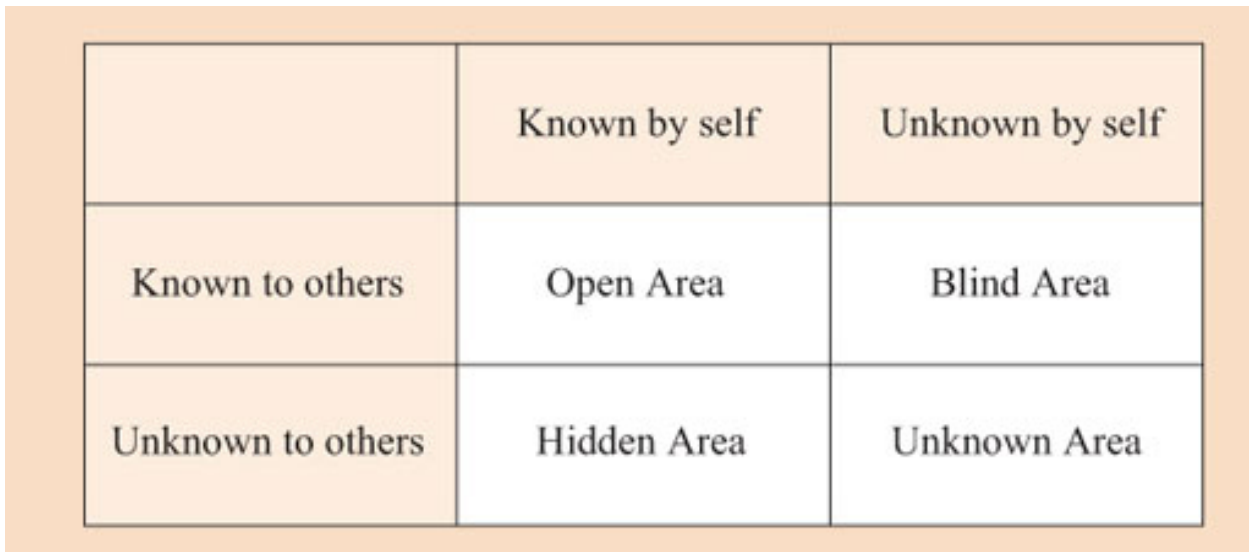 Known by self
Unknown by self
Known to others
Open Area
Blind Area
Unknown to others
Hidden Area
Unknown Area